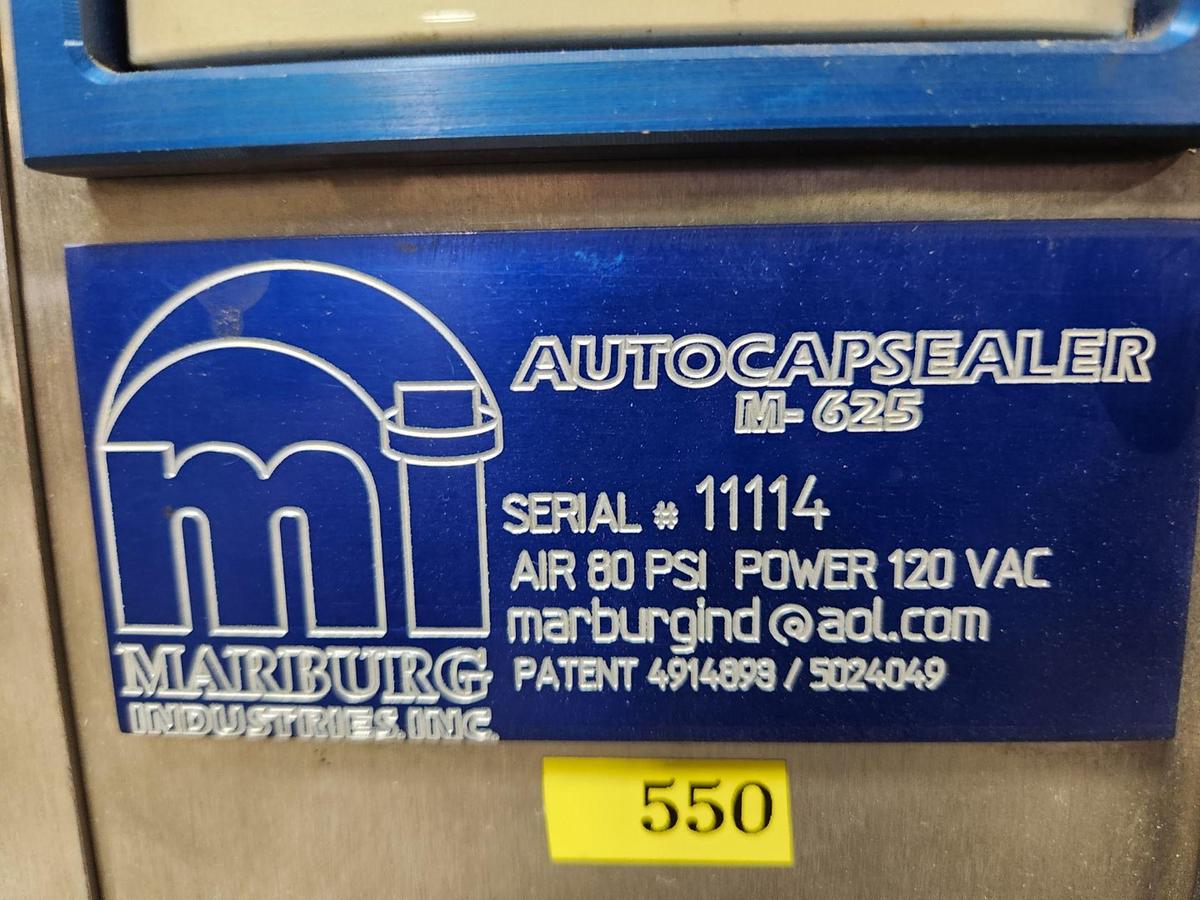 mi
AUTOCAPSEALER
M-625
SERIAL # 11114
AIR 80 PSI POWER 120 VAC
marburgind@aol.com
PATENT 4914893 / 5024049
MARBURG
INDUSTRIES, INC.
550